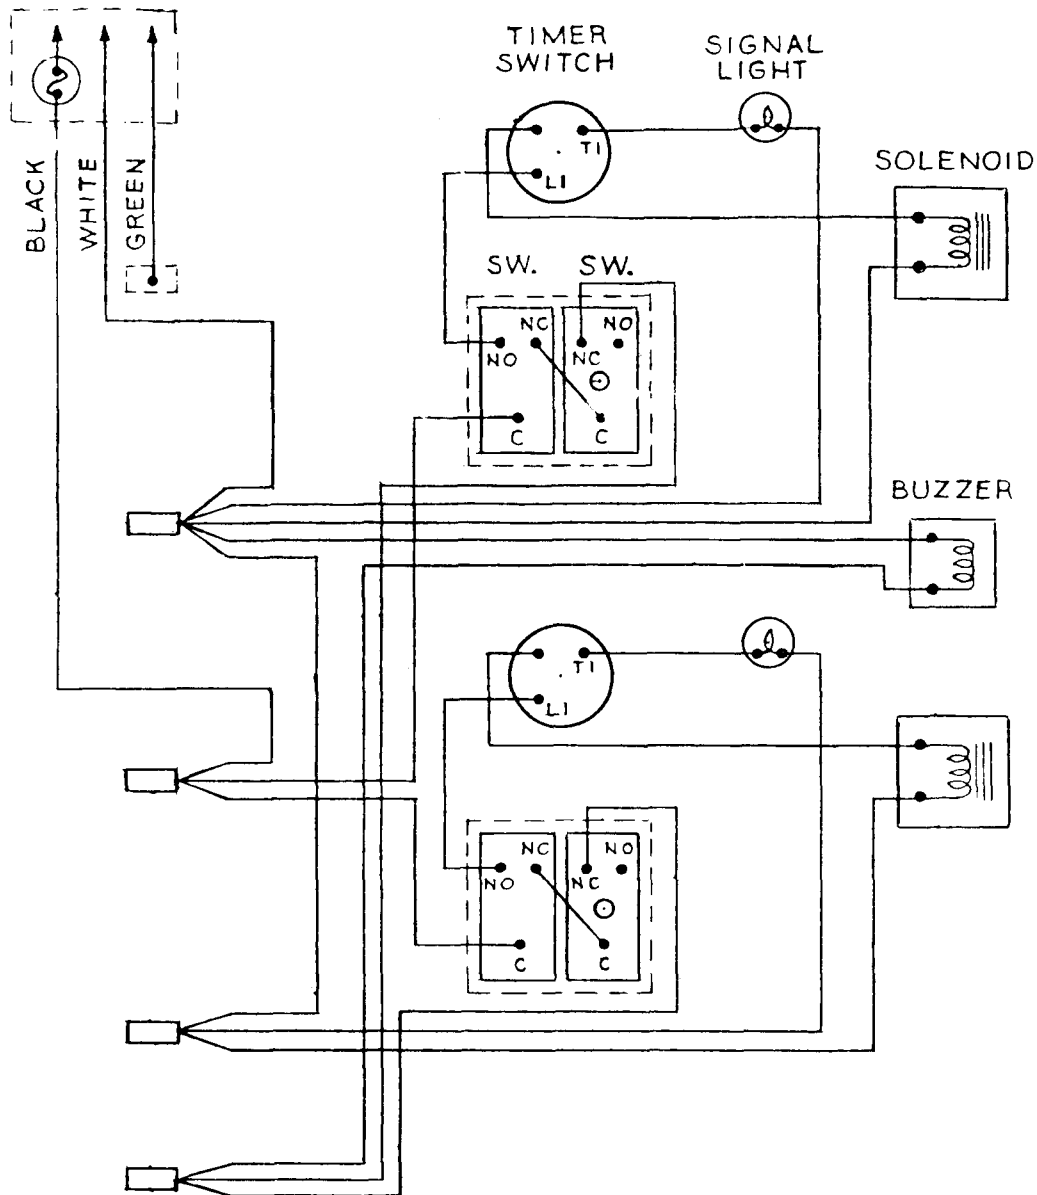 TIMER
SWITCH
SIGNAL
LIGHT
BLACK
WHITE
GREEN
T1
L1
SOLENOID
SW. SW.
NC NO
NO NC
C C
BUZZER
T1
L1
NC NO
NO NC
C C